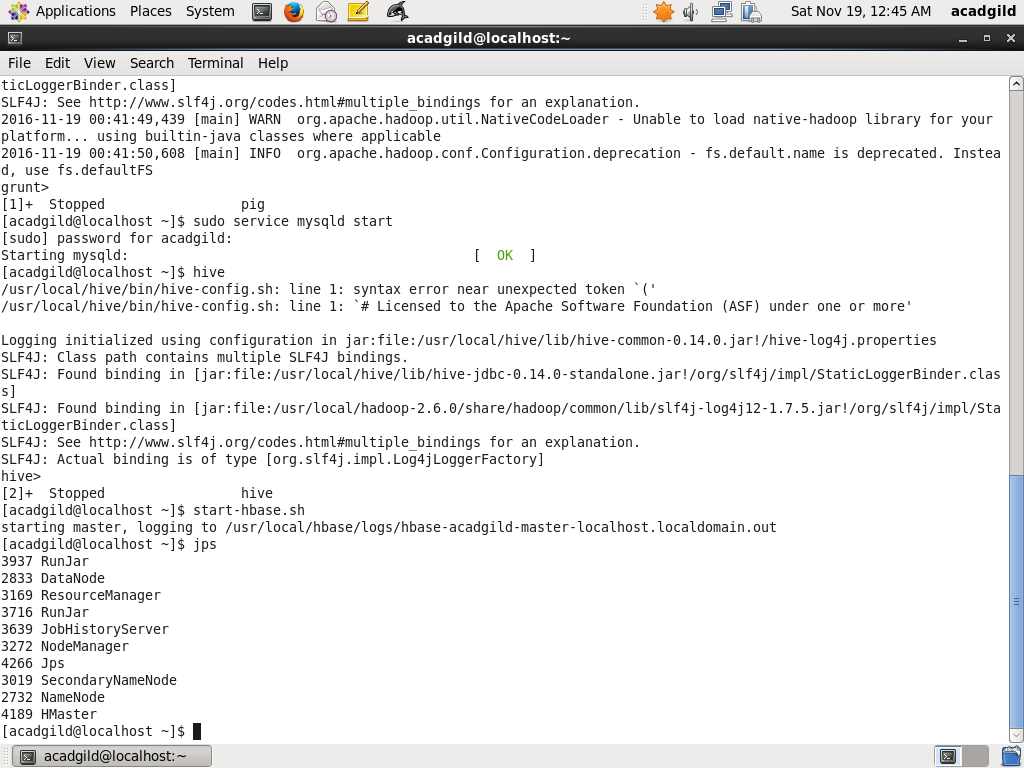 Applications Places System Sat Nov 19, 12:45 AM acadgild
acadgild@localhost:~
File Edit View Search Terminal Help
ticLoggerBinder.class]
SLF4J: See http://www.slf4j.org/codes.html#multiple_bindings for an explanation.
2016-11-19 00:41:49,439 [main] WARN  org.apache.hadoop.util.NativeCodeLoader - Unable to load native-hadoop library for your
platform... using builtin-java classes where applicable
2016-11-19 00:41:50,608 [main] INFO  org.apache.hadoop.conf.Configuration.deprecation - fs.default.name is deprecated. Instea
d, use fs.defaultFS
grunt>
[1]+  Stopped                 pig
[acadgild@localhost ~]$ sudo service mysqld start
[sudo] password for acadgild:
Starting mysqld:                                           [  OK  ]
[acadgild@localhost ~]$ hive
/usr/local/hive/bin/hive-config.sh: line 1: syntax error near unexpected token `('
/usr/local/hive/bin/hive-config.sh: line 1: `# Licensed to the Apache Software Foundation (ASF) under one or more'
Logging initialized using configuration in jar:file:/usr/local/hive/lib/hive-common-0.14.0.jar!/hive-log4j.properties
SLF4J: Class path contains multiple SLF4J bindings.
SLF4J: Found binding in [jar:file:/usr/local/hive/lib/hive-jdbc-0.14.0-standalone.jar!/org/slf4j/impl/StaticLoggerBinder.clas
s]
SLF4J: Found binding in [jar:file:/usr/local/hadoop-2.6.0/share/hadoop/common/lib/slf4j-log4j12-1.7.5.jar!/org/slf4j/impl/Sta
ticLoggerBinder.class]
SLF4J: See http://www.slf4j.org/codes.html#multiple_bindings for an explanation.
SLF4J: Actual binding is of type [org.slf4j.impl.Log4jLoggerFactory]
hive>
[2]+  Stopped                 hive
[acadgild@localhost ~]$ start-hbase.sh
starting master, logging to /usr/local/hbase/logs/hbase-acadgild-master-localhost.localdomain.out
[acadgild@localhost ~]$ jps
3937 RunJar
2833 DataNode
3169 ResourceManager
3716 RunJar
3639 JobHistoryServer
3272 NodeManager
4266 Jps
3019 SecondaryNameNode
2732 NameNode
4189 HMaster
[acadgild@localhost ~]$
acadgild@localhost:~